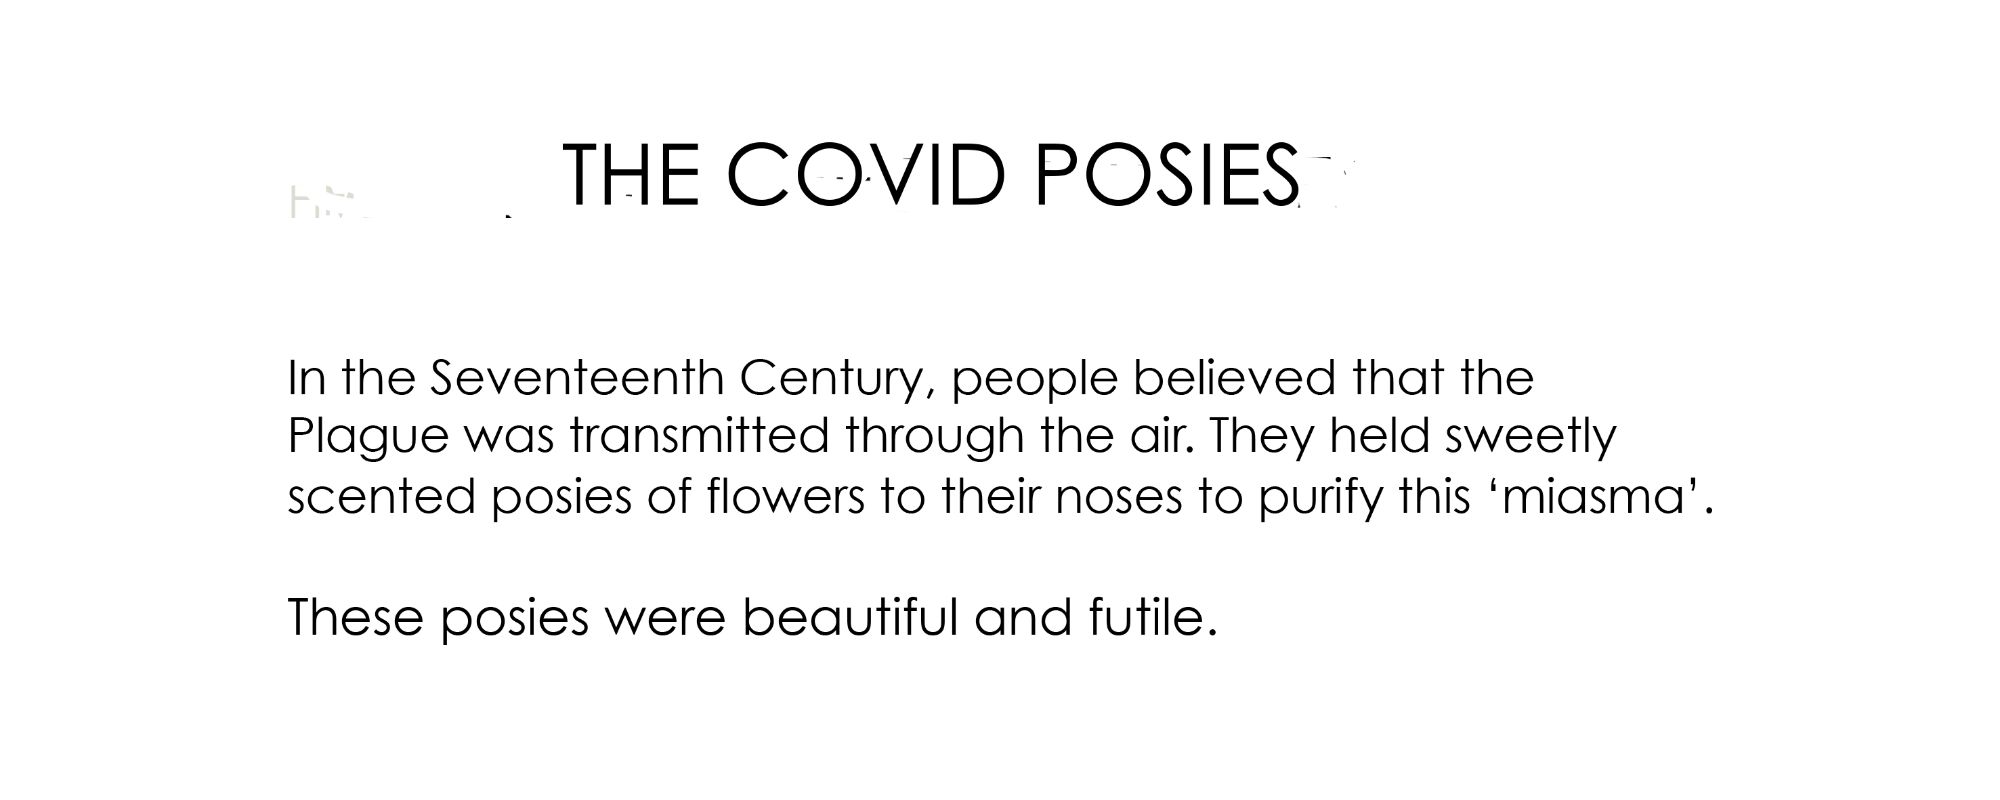 THE COVID POSIES
In the Seventeenth Century, people believed that the
Plague was transmitted through the air. They held sweetly
scented posies of flowers to their noses to purify this ‘miasma’.
These posies were beautiful and futile.